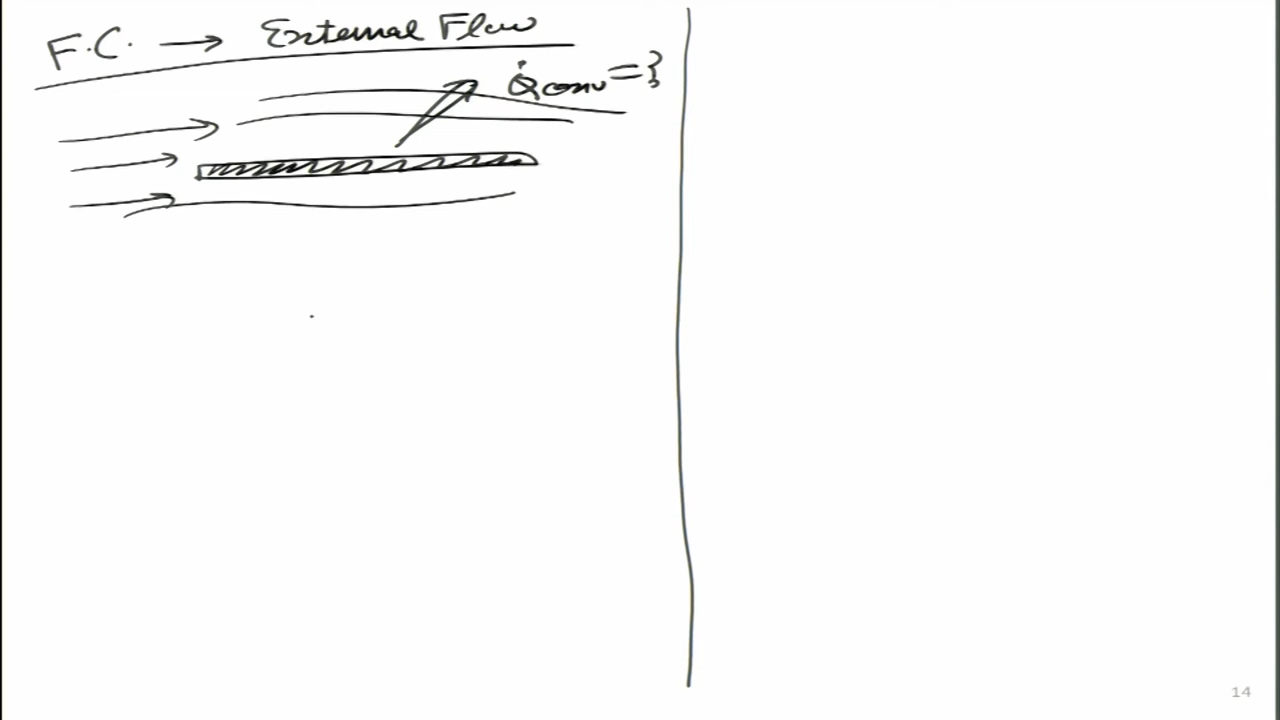 F.C. → External Flow
Q̇conv = ?
14